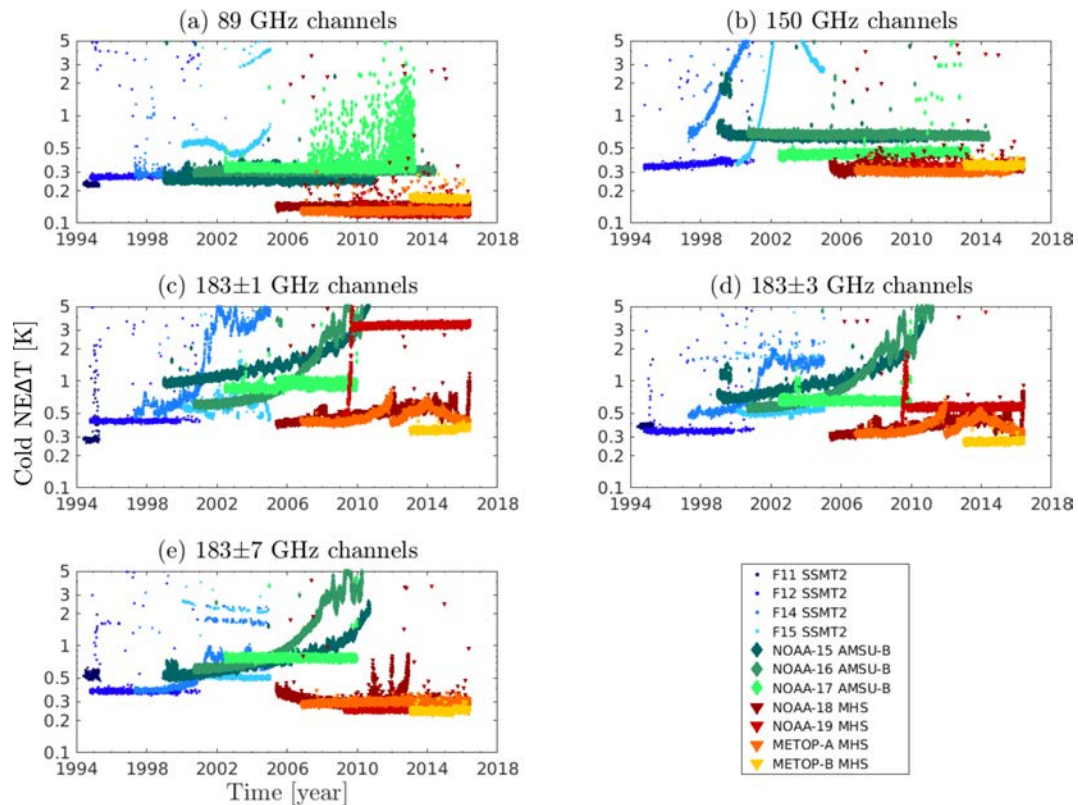 (a) 89 GHz channels
(b) 150 GHz channels
5
3
2
1
0.5
0.3
0.2
0.1
1994 1998 2002 2006 2010 2014 2018
5
3
2
1
0.5
0.3
0.2
0.1
1994 1998 2002 2006 2010 2014 2018
(c) 183±1 GHz channels
(d) 183±3 GHz channels
Cold NEΔT [K]
5
3
2
1
0.5
0.3
0.1
1994 1998 2002 2006 2010 2014 2018
5
3
2
1
0.5
0.3
0.1
1994 1998 2002 2006 2010 2014 2018
(e) 183±7 GHz channels
5
3
2
1
0.5
0.3
0.2
0.1
1994 1998 2002 2006 2010 2014 2018
Time [year]
F11 SSMT2
F12 SSMT2
F14 SSMT2
F15 SSMT2
NOAA-15 AMSU-B
NOAA-16 AMSU-B
NOAA-17 AMSU-B
NOAA-18 MHS
NOAA-19 MHS
METOP-A MHS
METOP-B MHS